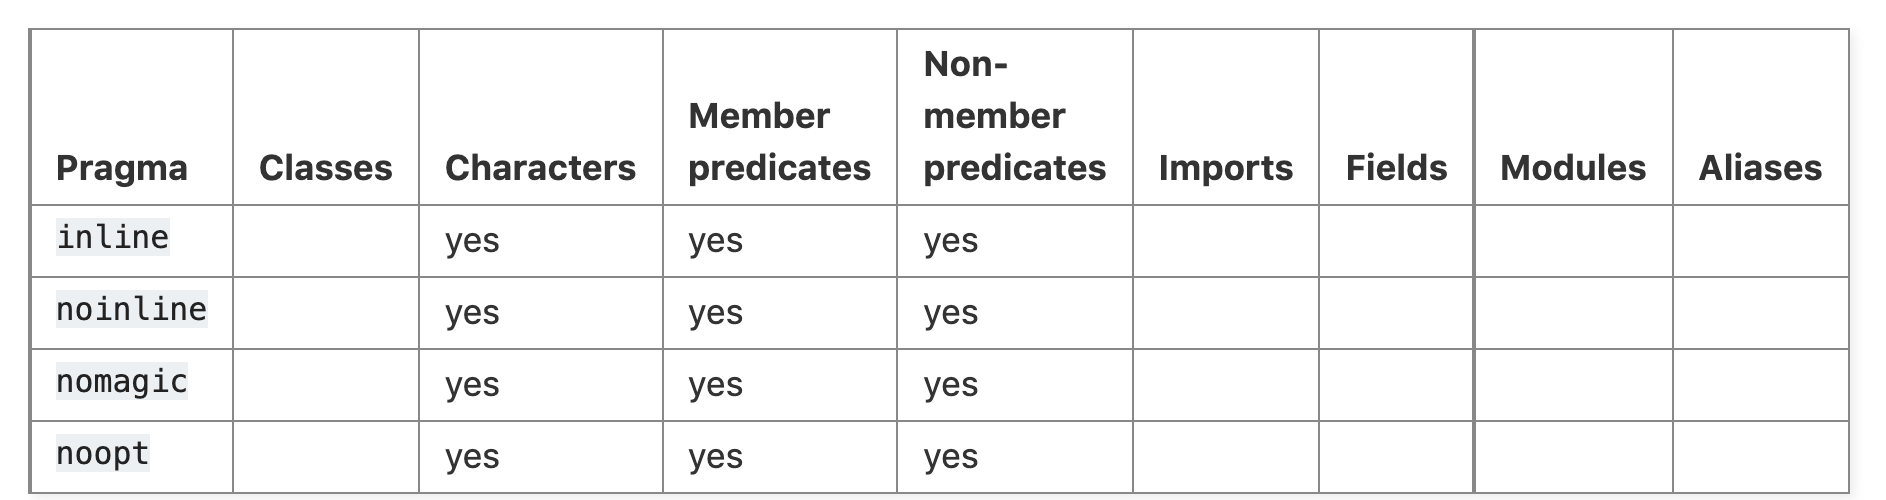 Pragma Classes Characters Member predicates Non-member predicates Imports Fields Modules Aliases
inline yes yes yes
noinline yes yes yes
nomagic yes yes yes
noopt yes yes yes